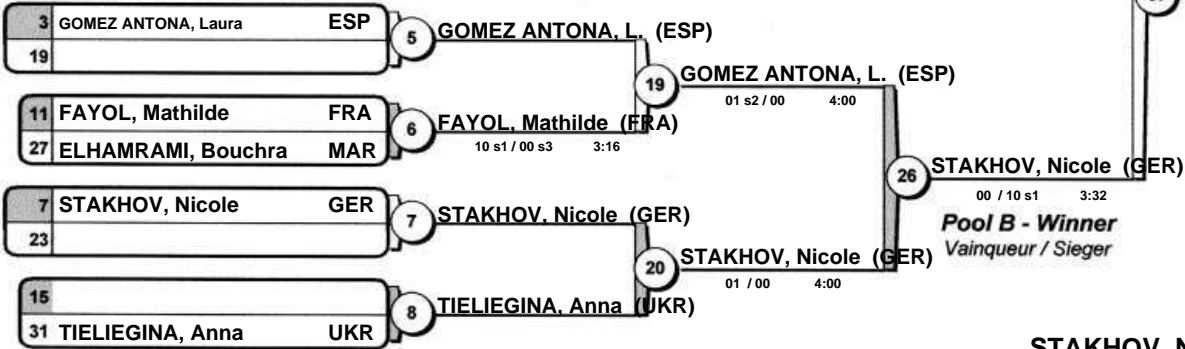 3 GOMEZ ANTONA, Laura ESP
19
5 GOMEZ ANTONA, L. (ESP)
19 GOMEZ ANTONA, L. (ESP)
01 s2 / 00 4:00
11 FAYOL, Mathilde FRA
27 ELHAMRAMI, Bouchra MAR
6 FAYOL, Mathilde (FRA)
10 s1 / 00 s3 3:16
26 STAKHOV, Nicole (GER)
00 / 10 s1 3:32
Pool B - Winner
Vainqueur / Sieger
7 STAKHOV, Nicole GER
23
7 STAKHOV, Nicole (GER)
20 STAKHOV, Nicole (GER)
01 / 00 4:00
15
31 TIELIEGINA, Anna UKR
8 TIELIEGINA, Anna (UKR)
STAKHOV, N